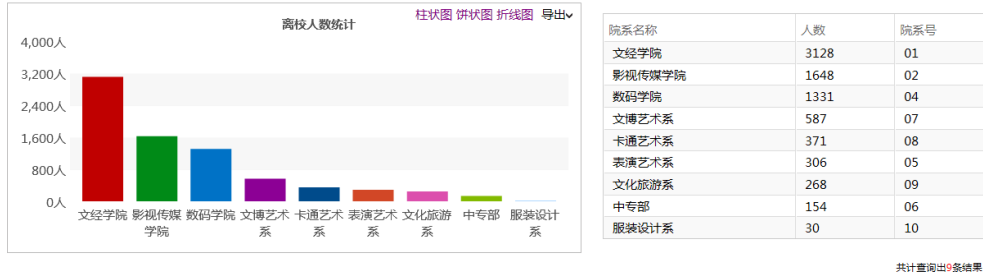 柱状图 饼状图 折线图 导出
离校人数统计
4,000人
3,200人
2,400人
1,600人
800人
0人
文经学院 影视传媒 数码学院 文博艺术 卡通艺术 表演艺术 文化旅游 中专部 服装设计
学院 系 系 系 系 系
院系名称 人数 院系号
文经学院 3128 01
影视传媒学院 1648 02
数码学院 1331 04
文博艺术系 587 07
卡通艺术系 371 08
表演艺术系 306 05
文化旅游系 268 09
中专部 154 06
服装设计系 30 10
共计查询出9条结果